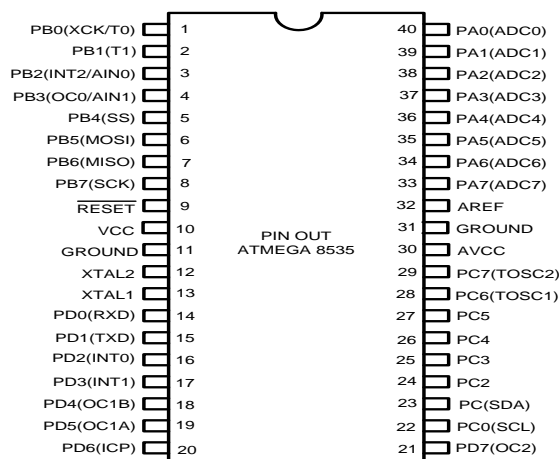 PB0(XCK/T0) 1 40 PA0(ADC0)
PB1(T1) 2 39 PA1(ADC1)
PB2(INT2/AIN0) 3 38 PA2(ADC2)
PB3(OC0/AIN1) 4 37 PA3(ADC3)
PB4(SS) 5 36 PA4(ADC4)
PB5(MOSI) 6 35 PA5(ADC5)
PB6(MISO) 7 34 PA6(ADC6)
PB7(SCK) 8 33 PA7(ADC7)
RESET 9 32 AREF
VCC 10 31 GROUND
GROUND 11 30 AVCC
PIN OUT
ATMEGA 8535
XTAL2 12 29 PC7(TOSC2)
XTAL1 13 28 PC6(TOSC1)
PD0(RXD) 14 27 PC5
PD1(TXD) 15 26 PC4
PD2(INT0) 16 25 PC3
PD3(INT1) 17 24 PC2
PD4(OC1B) 18 23 PC(SDA)
PD5(OC1A) 19 22 PC0(SCL)
PD6(ICP) 20 21 PD7(OC2)